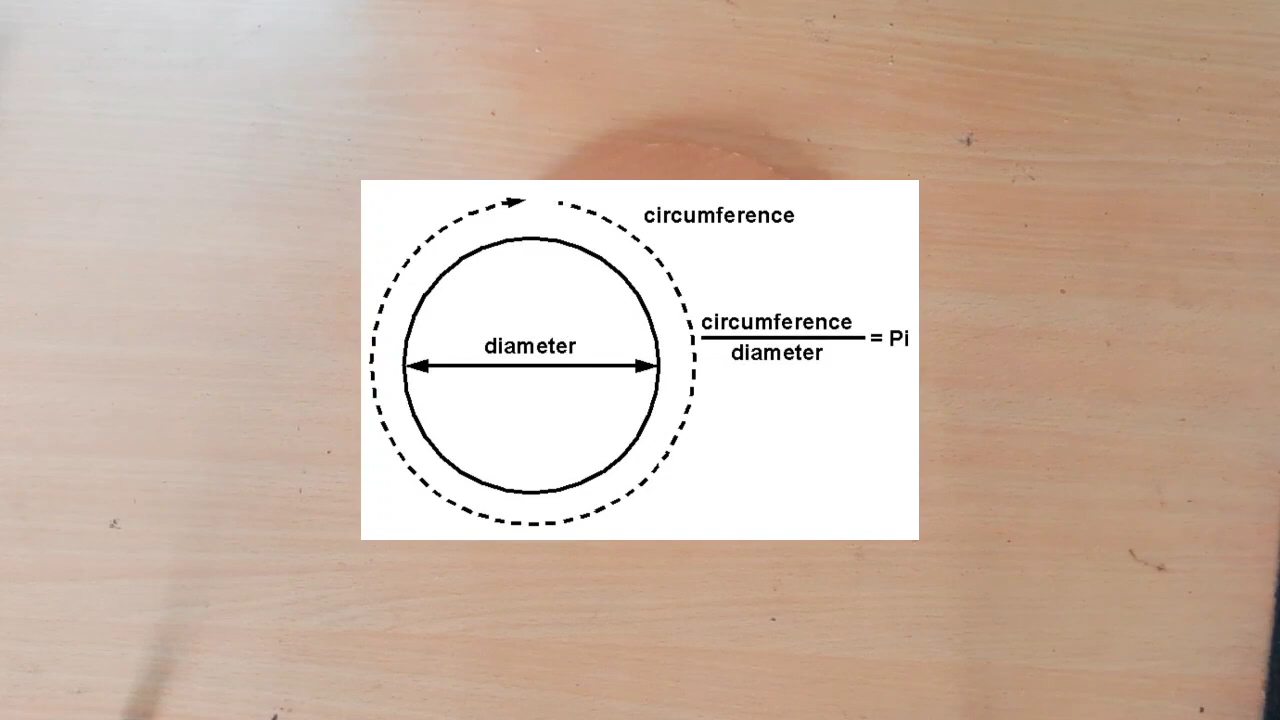 circumference
circumference
diameter
= Pi
diameter